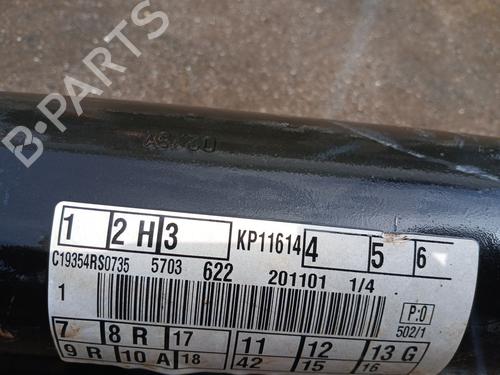 1 2 H 3 KP11614 4 5 6
C19354RS0735 5703 622 201101 1/4
1
P:0
502/1
7 8 R 17 11 12 13 G
9 R 10 A 18 42 15 16